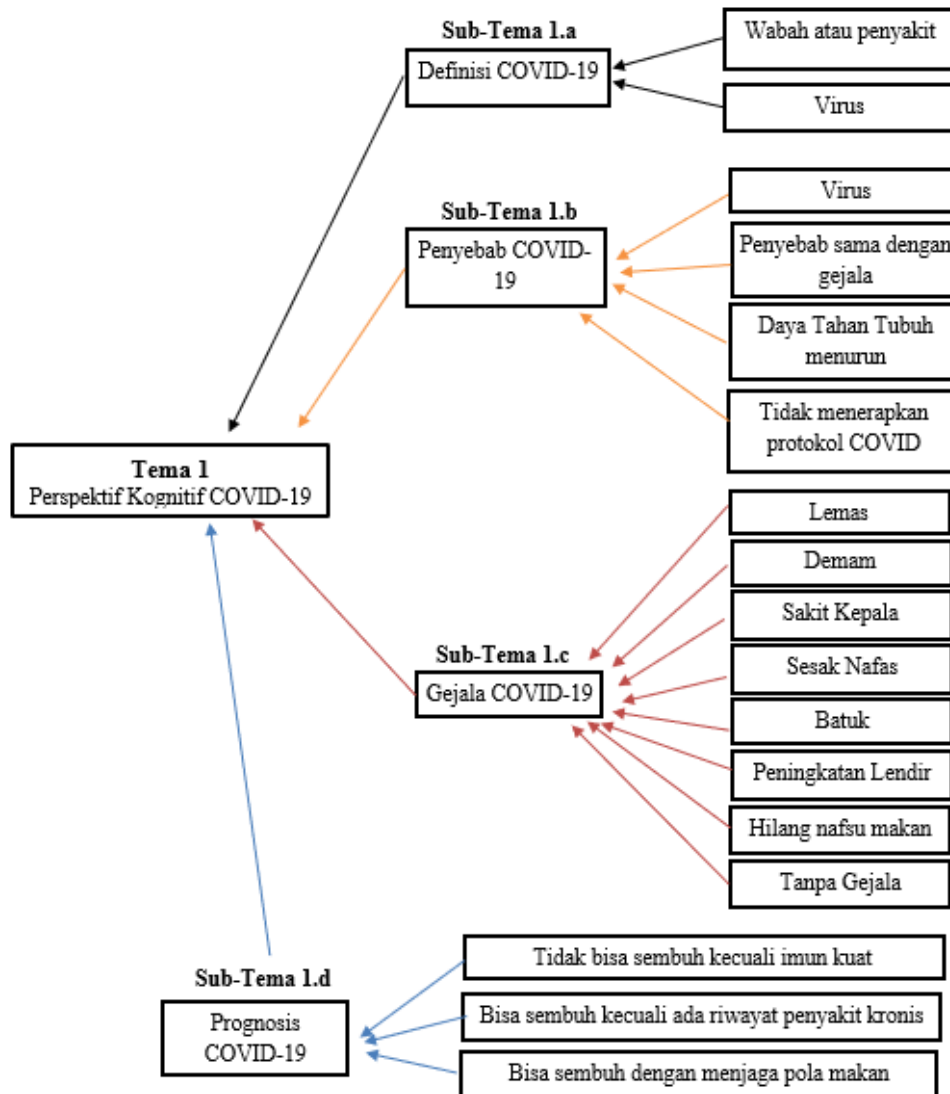 Sub-Tema 1.a
Definisi COVID-19
Wabah atau penyakit
Virus
Sub-Tema 1.b
Penyebab COVID-
19
Virus
Penyebab sama dengan
gejala
Daya Tahan Tubuh
menurun
Tidak menerapkan
protokol COVID
Tema 1
Perspektif Kognitif COVID-19
Sub-Tema 1.c
Gejala COVID-19
Lemas
Demam
Sakit Kepala
Sesak Nafas
Batuk
Peningkatan Lendir
Hilang nafsu makan
Tanpa Gejala
Sub-Tema 1.d
Prognosis
COVID-19
Tidak bisa sembuh kecuali imun kuat
Bisa sembuh kecuali ada riwayat penyakit kronis
Bisa sembuh dengan menjaga pola makan